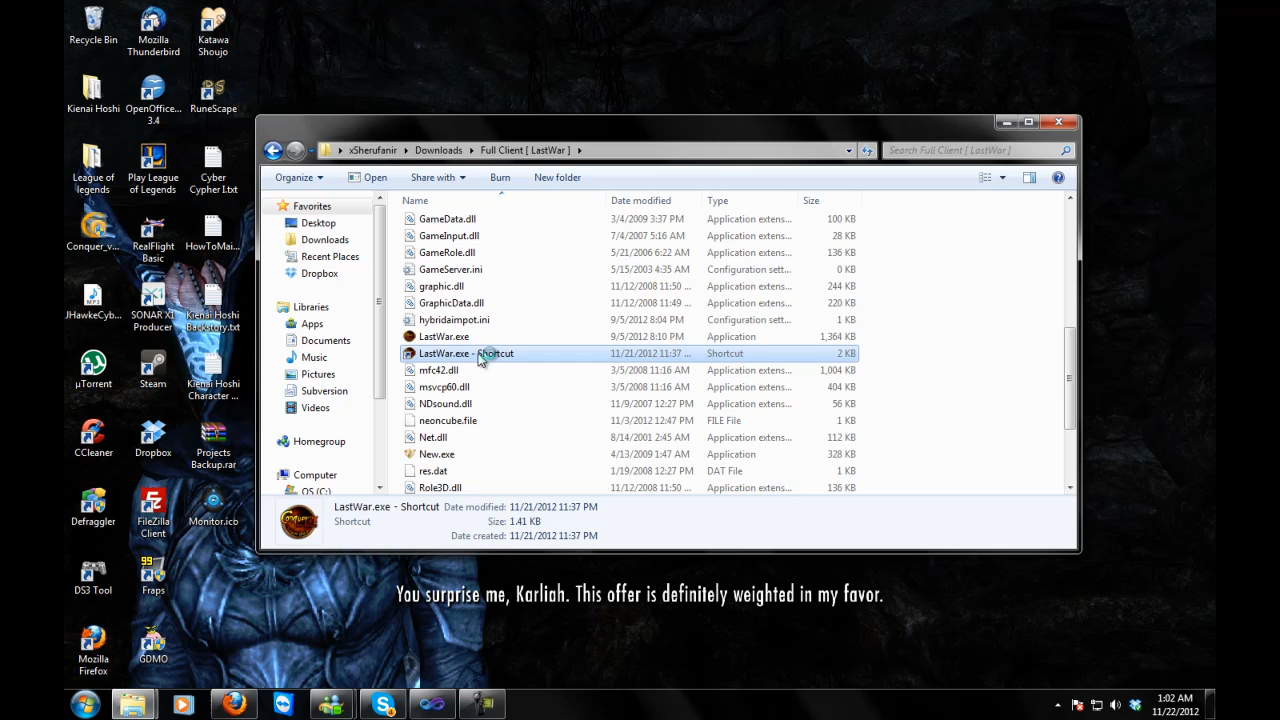 Recycle Bin
Mozilla
Thunderbird
Katawa
Shoujo
Kienai Hoshi
OpenOffice...
3.4
RuneScape
League of
legends
Play League
of Legends
Cyber
Cypher I.txt
Conquer_v...
RealFlight
Basic
HowToMai...
JHawkeCyb...
SONAR X1
Producer
Kienai Hoshi
Backstory.txt
µTorrent
Steam
Kienai Hoshi
Character ...
CCleaner
Dropbox
Projects
Backup.rar
Defraggler
FileZilla
Client
Monitor.ico
DS3 Tool
99
Fraps
Mozilla
Firefox
GDMO
xSherufanir
Downloads
Full Client [ LastWar ]
Search Full Client [ LastWar ]
Organize
Open
Share with
Burn
New folder
Favorites
Desktop
Downloads
Recent Places
Dropbox
Libraries
Apps
Documents
Music
Pictures
Subversion
Videos
Homegroup
Computer
OS (C:)
Name Date modified Type Size
GameData.dll 3/4/2009 3:37 PM Application extens... 100 KB
GameInput.dll 7/4/2007 5:16 AM Application extens... 28 KB
GameRole.dll 5/21/2006 6:22 AM Application extens... 136 KB
GameServer.ini 5/15/2003 4:35 AM Configuration sett... 0 KB
graphic.dll 11/12/2008 11:50 ... Application extens... 244 KB
GraphicData.dll 11/12/2008 11:49 ... Application extens... 220 KB
hybridaimpot.ini 9/5/2012 8:04 PM Configuration sett... 1 KB
LastWar.exe 9/5/2012 8:10 PM Application 1,364 KB
LastWar.exe - Shortcut 11/21/2012 11:37 ... Shortcut 2 KB
mfc42.dll 3/5/2008 11:16 AM Application extens... 1,004 KB
msvcp60.dll 3/5/2008 11:16 AM Application extens... 404 KB
NDsound.dll 11/9/2007 12:27 PM Application extens... 56 KB
neoncube.file 11/3/2012 12:47 PM FILE File 1 KB
Net.dll 8/14/2001 2:45 AM Application extens... 112 KB
New.exe 4/13/2009 1:47 AM Application 328 KB
res.dat 1/19/2008 12:27 PM DAT File 1 KB
Role3D.dll 11/12/2008 11:50 ... Application extens... 136 KB
LastWar.exe - Shortcut Date modified: 11/21/2012 11:37 PM
Shortcut Size: 1.41 KB
Date created: 11/21/2012 11:37 PM
You surprise me, Karliah. This offer is definitely weighted in my favor.
1:02 AM
11/22/2012